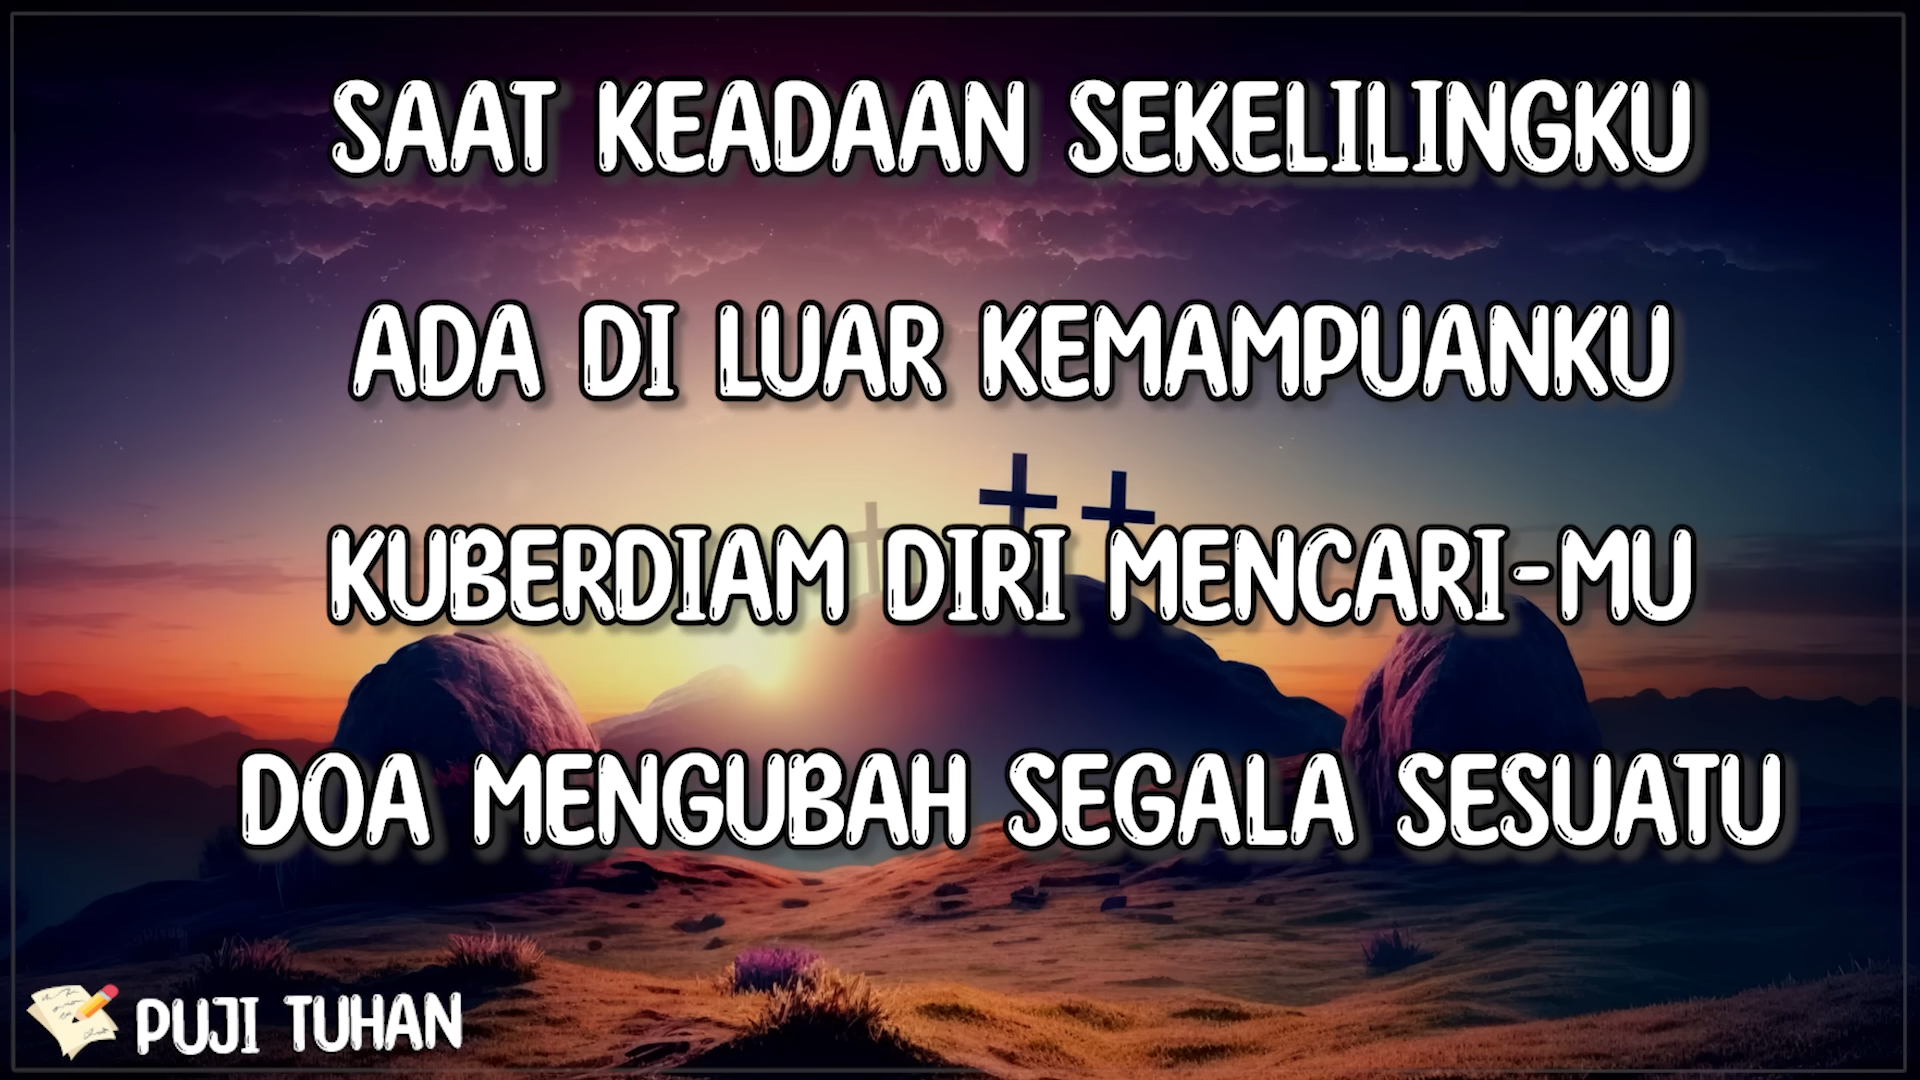 SAAT KEADAAN SEKELILINGKU
ADA DI LUAR KEMAMPUANKU
KUBERDIAM DIRI MENCARI-MU
DOA MENGUBAH SEGALA SESUATU
PUJI TUHAN